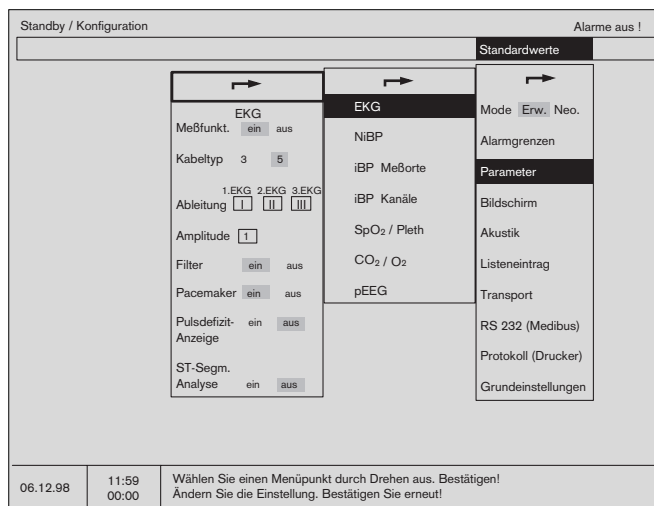 Standby / Konfiguration
Alarme aus !
Standardwerte
EKG
Meßfunkt. ein aus
Kabeltyp 3 5
1.EKG 2.EKG 3.EKG
Ableitung I II III
Amplitude 1
Filter ein aus
Pacemaker ein aus
Pulsdefizit- ein aus
Anzeige
ST-Segm.
Analyse ein aus
EKG
NiBP
iBP Meßorte
iBP Kanäle
SpO2 / Pleth
CO2 / O2
pEEG
Mode Erw. Neo.
Alarmgrenzen
Parameter
Bildschirm
Akustik
Listeneintrag
Transport
RS 232 (Medibus)
Protokoll (Drucker)
Grundeinstellungen
06.12.98
11:59
00:00
Wählen Sie einen Menüpunkt durch Drehen aus. Bestätigen!
Ändern Sie die Einstellung. Bestätigen Sie erneut!